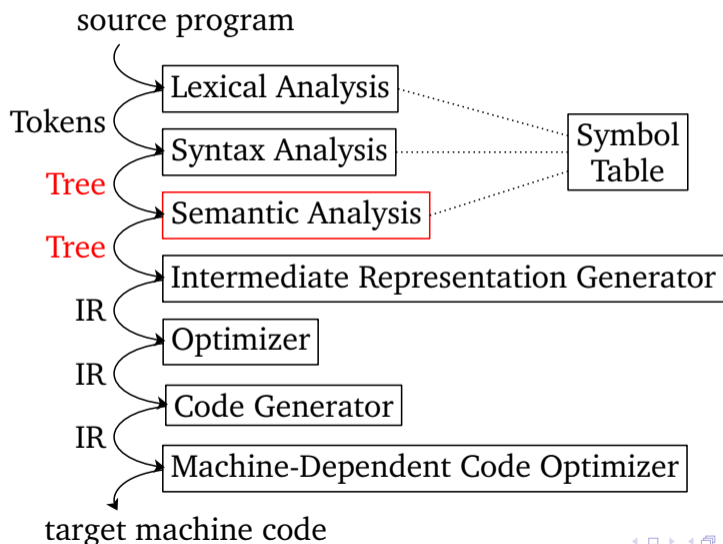 source program
Lexical Analysis
Tokens
Symbol
Table
Syntax Analysis
Tree
Semantic Analysis
Tree
Intermediate Representation Generator
IR
Optimizer
IR
Code Generator
IR
Machine-Dependent Code Optimizer
target machine code